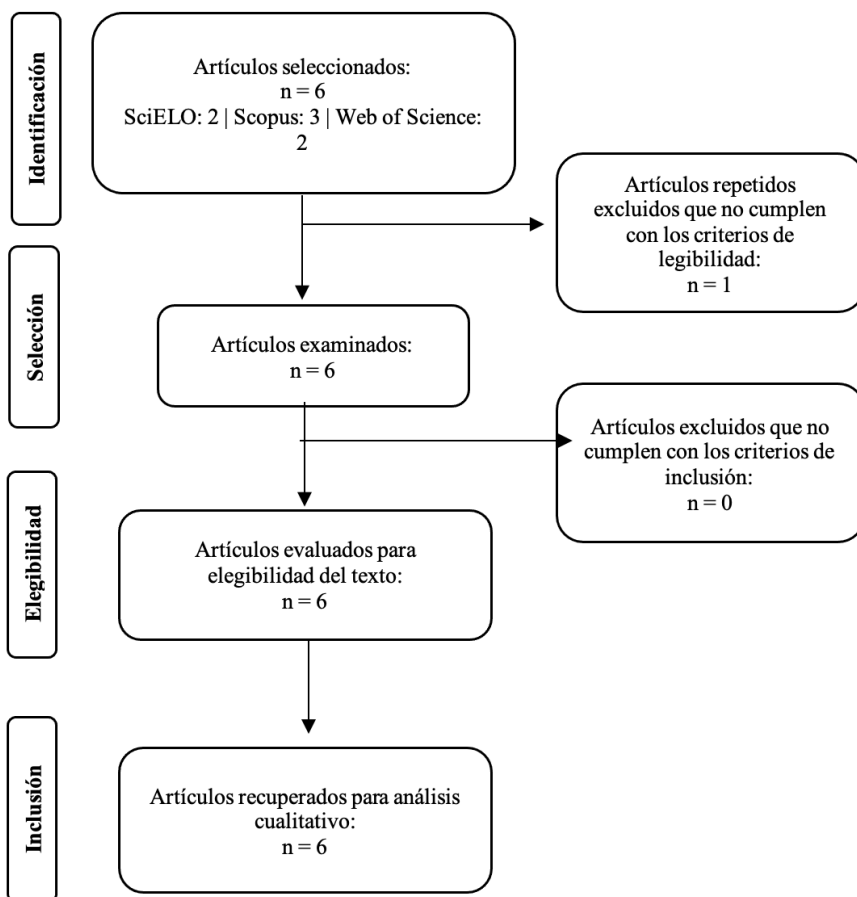 Identificación
Artículos seleccionados:
n = 6
SciELO: 2 | Scopus: 3 | Web of Science:
2
Artículos repetidos
excluidos que no cumplen
con los criterios de
legibilidad:
n = 1
Selección
Artículos examinados:
n = 6
Artículos excluidos que no
cumplen con los criterios de
inclusión:
n = 0
Elegibilidad
Artículos evaluados para
elegibilidad del texto:
n = 6
Inclusión
Artículos recuperados para análisis
cualitativo:
n = 6